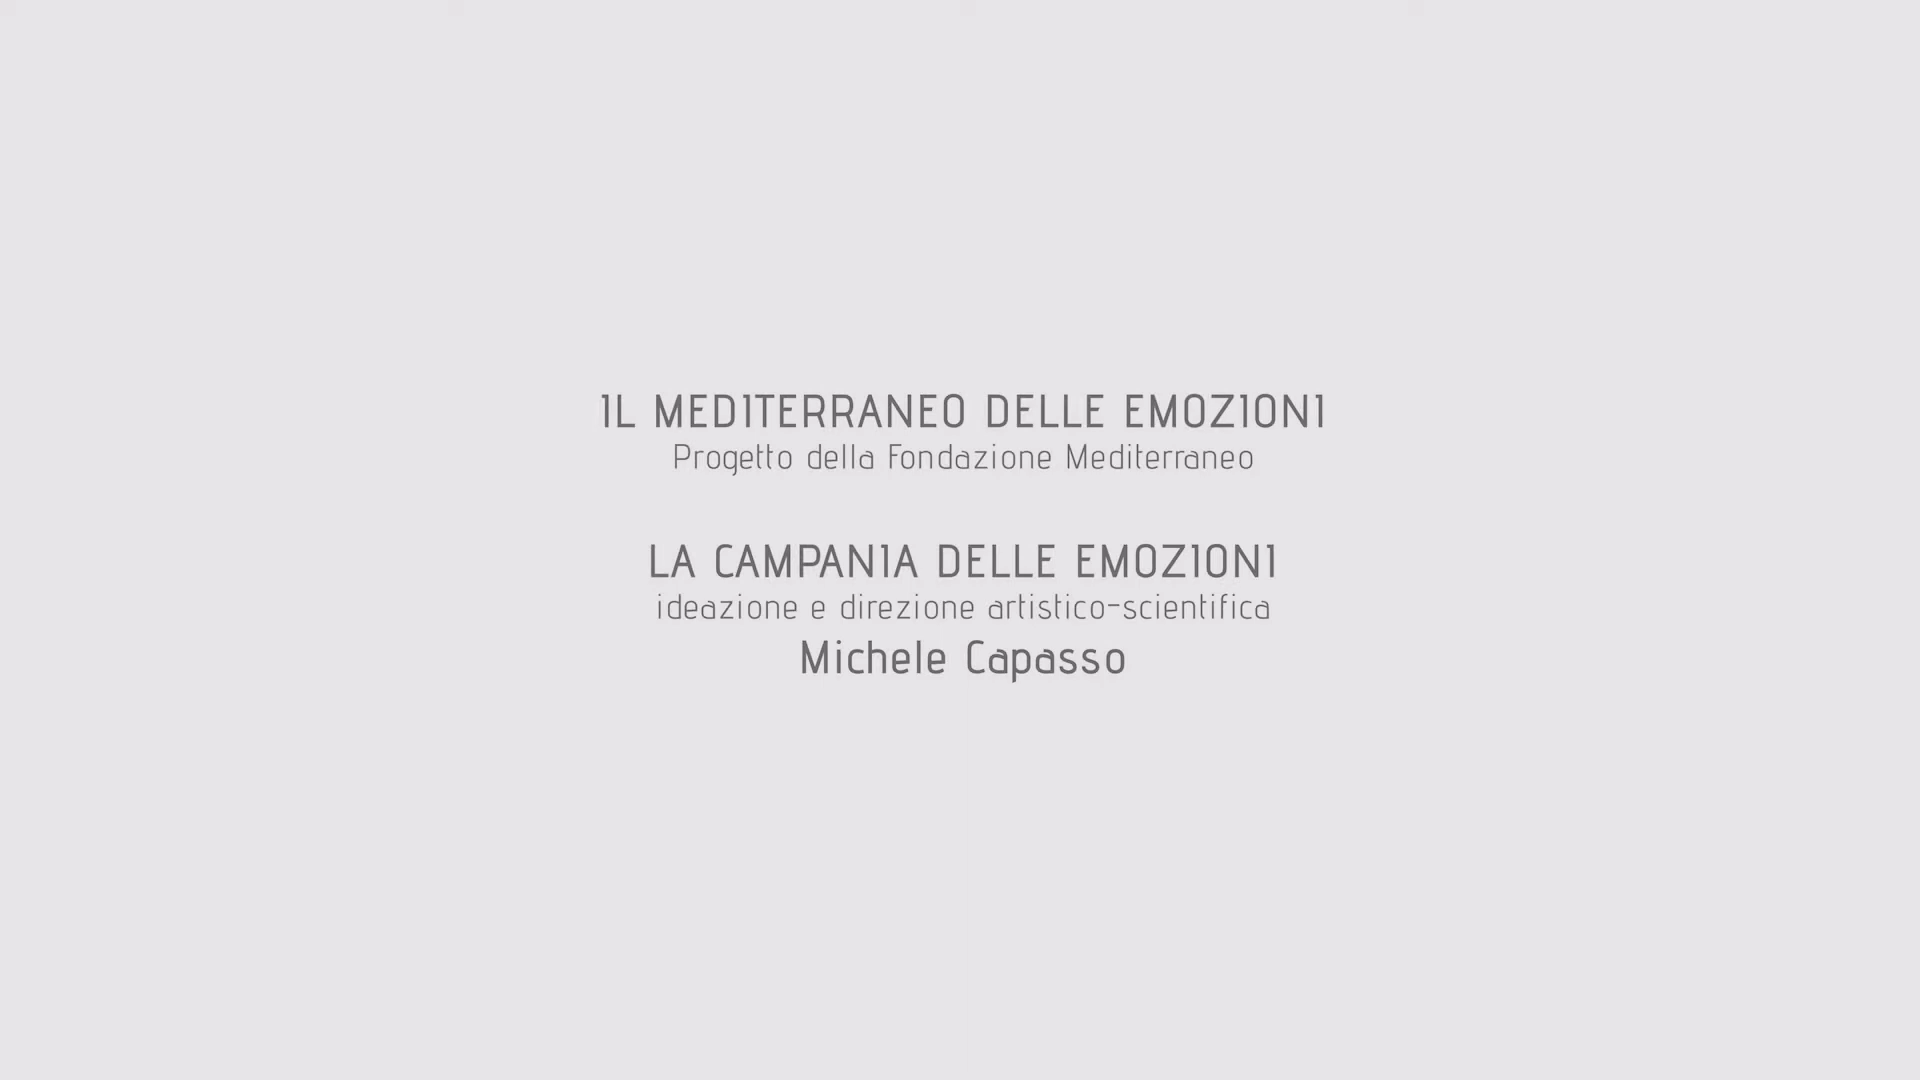 IL MEDITERRANEO DELLE EMOZIONI
Progetto della Fondazione Mediterraneo
LA CAMPANIA DELLE EMOZIONI
ideazione e direzione artistico-scientifica
Michele Capasso